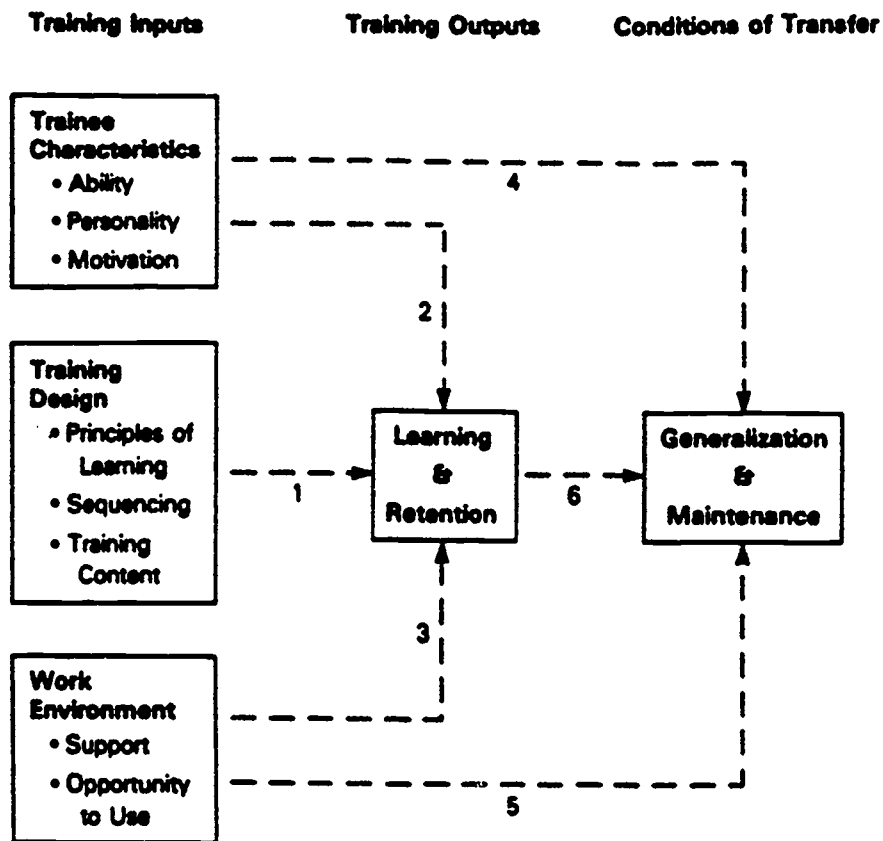 Training Inputs Training Outputs Conditions of Transfer
Trainee
Characteristics
• Ability
• Personality
• Motivation
4
2
Training
Design
• Principles of
Learning
• Sequencing
• Training
Content
1
Learning
&
Retention
6
Generalization
&
Maintenance
3
Work
Environment
• Support
• Opportunity
to Use
5